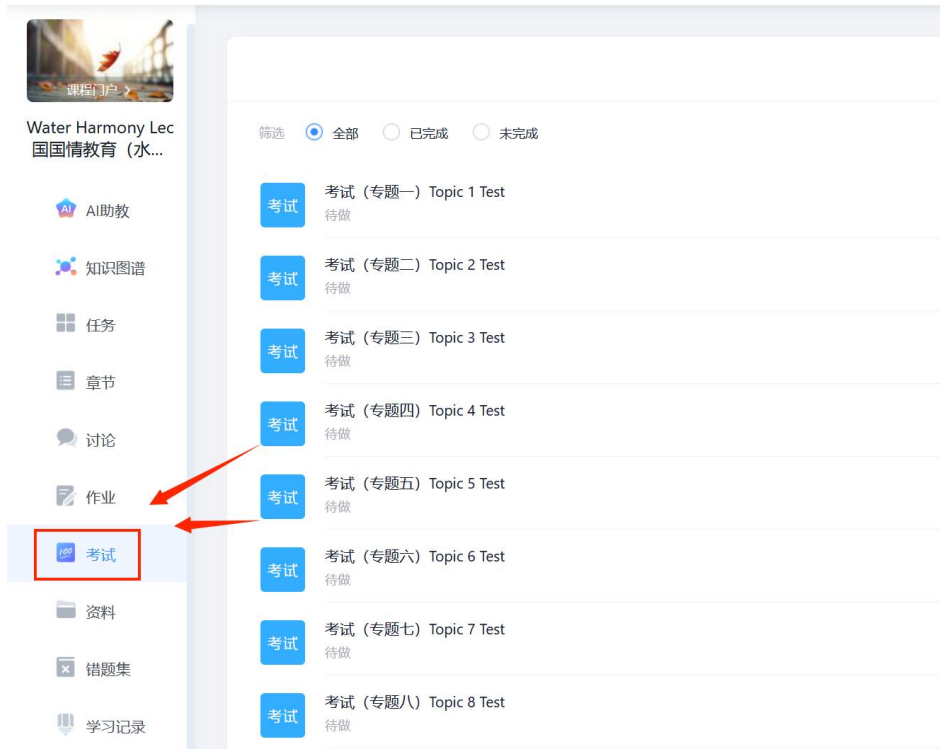 课程门户 >
Water Harmony Lec
国国情教育（水...
AI助教
知识图谱
任务
章节
讨论
作业
100 考试
资料
错题集
学习记录
筛选 全部 已完成 未完成
考试 考试（专题一）Topic 1 Test
待做
考试 考试（专题二）Topic 2 Test
待做
考试 考试（专题三）Topic 3 Test
待做
考试 考试（专题四）Topic 4 Test
待做
考试 考试（专题五）Topic 5 Test
待做
考试 考试（专题六）Topic 6 Test
待做
考试 考试（专题七）Topic 7 Test
待做
考试 考试（专题八）Topic 8 Test
待做